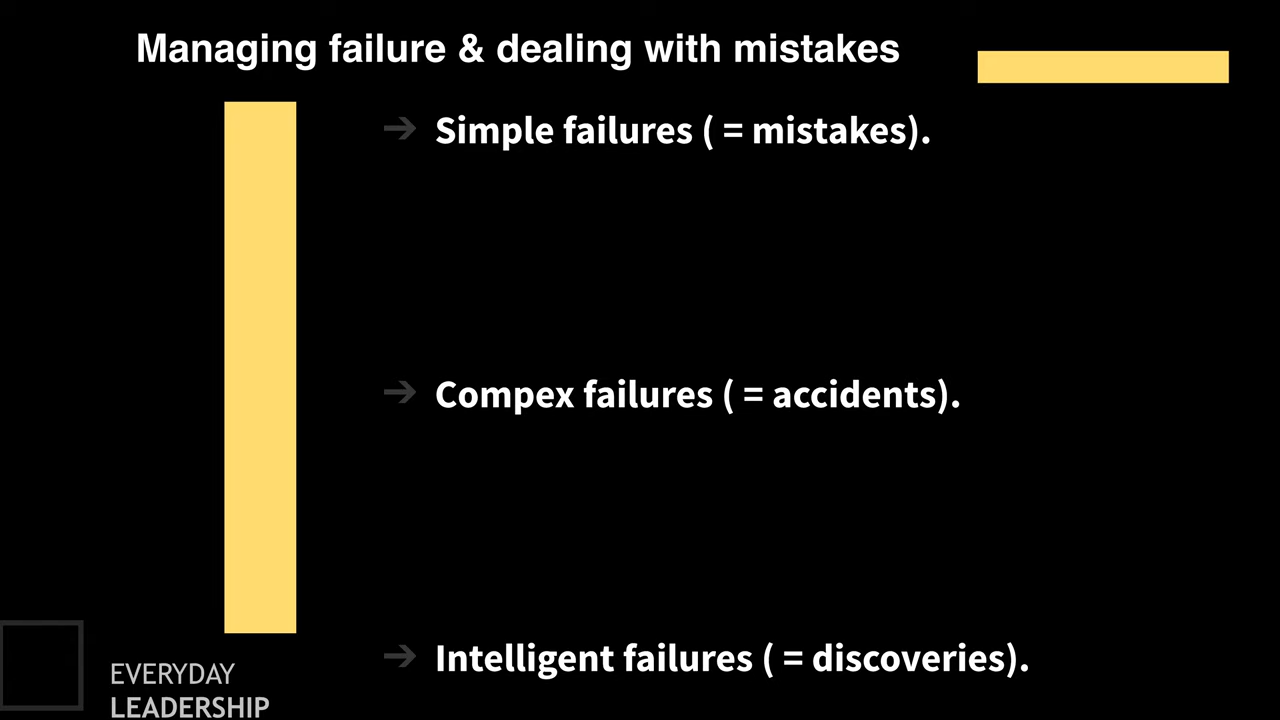 Managing failure & dealing with mistakes
➔ Simple failures ( = mistakes).
➔ Compex failures ( = accidents).
➔ Intelligent failures ( = discoveries).
EVERYDAY
LEADERSHIP